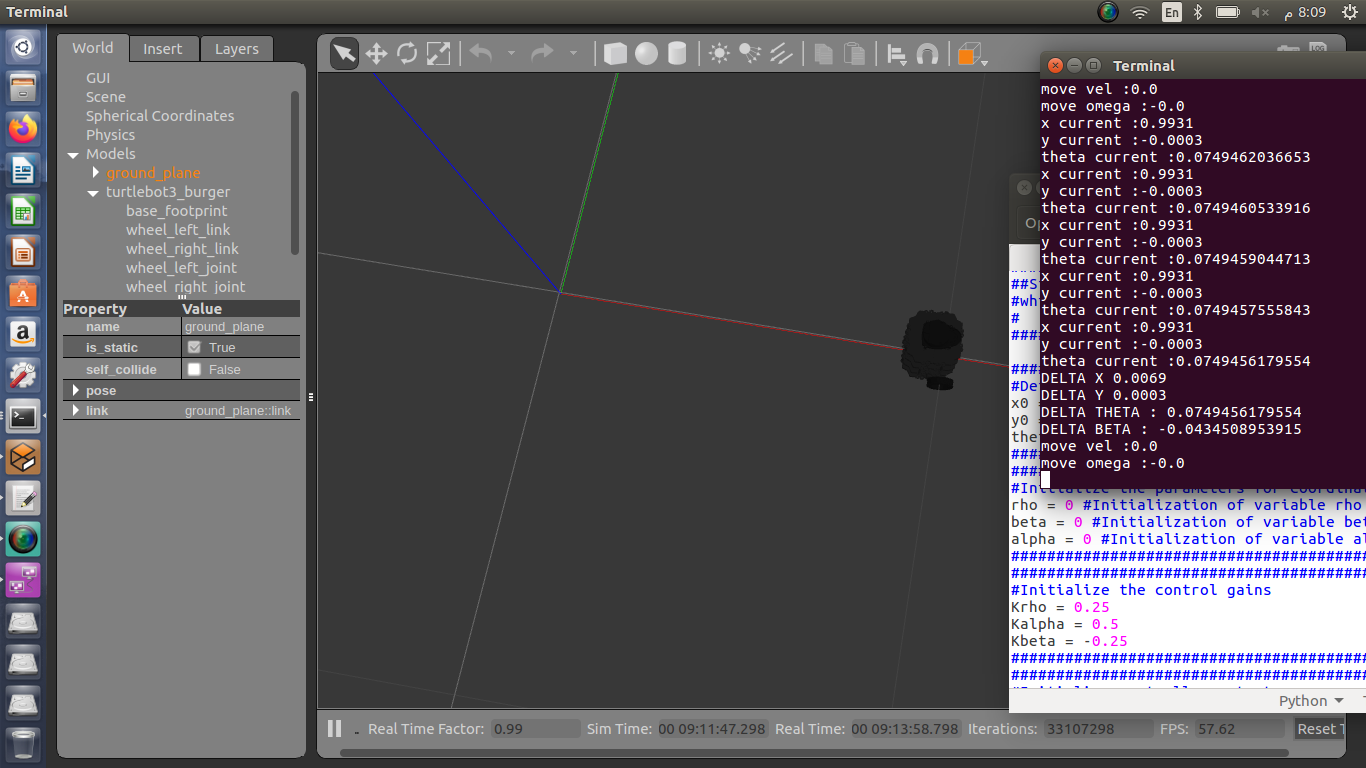 Terminal
En
8:09 م
World
Insert
Layers
GUI
Scene
Spherical Coordinates
Physics
Models
ground_plane
turtlebot3_burger
base_footprint
wheel_left_link
wheel_right_link
wheel_left_joint
wheel_right_joint
Property Value
name ground_plane
is_static True
self_collide False
pose
link ground_plane::link
LOG
Terminal
move vel :0.0
move omega :-0.0
x current :0.9931
y current :-0.0003
theta current :0.0749462036653
x current :0.9931
y current :-0.0003
theta current :0.0749460533916
x current :0.9931
y current :-0.0003
theta current :0.0749459044713
x current :0.9931
y current :-0.0003
theta current :0.0749457555843
x current :0.9931
y current :-0.0003
theta current :0.0749456179554
DELTA X 0.0069
DELTA Y 0.0003
DELTA THETA : 0.0749456179554
DELTA BETA : -0.0434508953915
move vel :0.0
move omega :-0.0
Op
##S
#wh
#
####
####
#De
x0 =
y0 =
the
####
####
#Initialize the parameters for coordina
rho = 0 #Initialization of variable rho
beta = 0 #Initialization of variable bet
alpha = 0 #Initialization of variable al
########################################
########################################
#Initialize the control gains
Krho = 0.25
Kalpha = 0.5
Kbeta = -0.25
########################################
########################################
Python
Real Time Factor: 0.99 Sim Time: 00 09:11:47.298 Real Time: 00 09:13:58.798 Iterations: 33107298 FPS: 57.62 Reset T